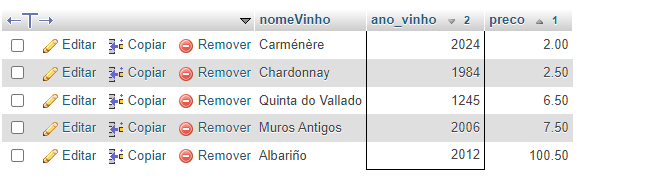 nomeVinho ano_vinho 2 preco 1
Editar Copiar Remover Carménère 2024 2.00
Editar Copiar Remover Chardonnay 1984 2.50
Editar Copiar Remover Quinta do Vallado 1245 6.50
Editar Copiar Remover Muros Antigos 2006 7.50
Editar Copiar Remover Albariño 2012 100.50